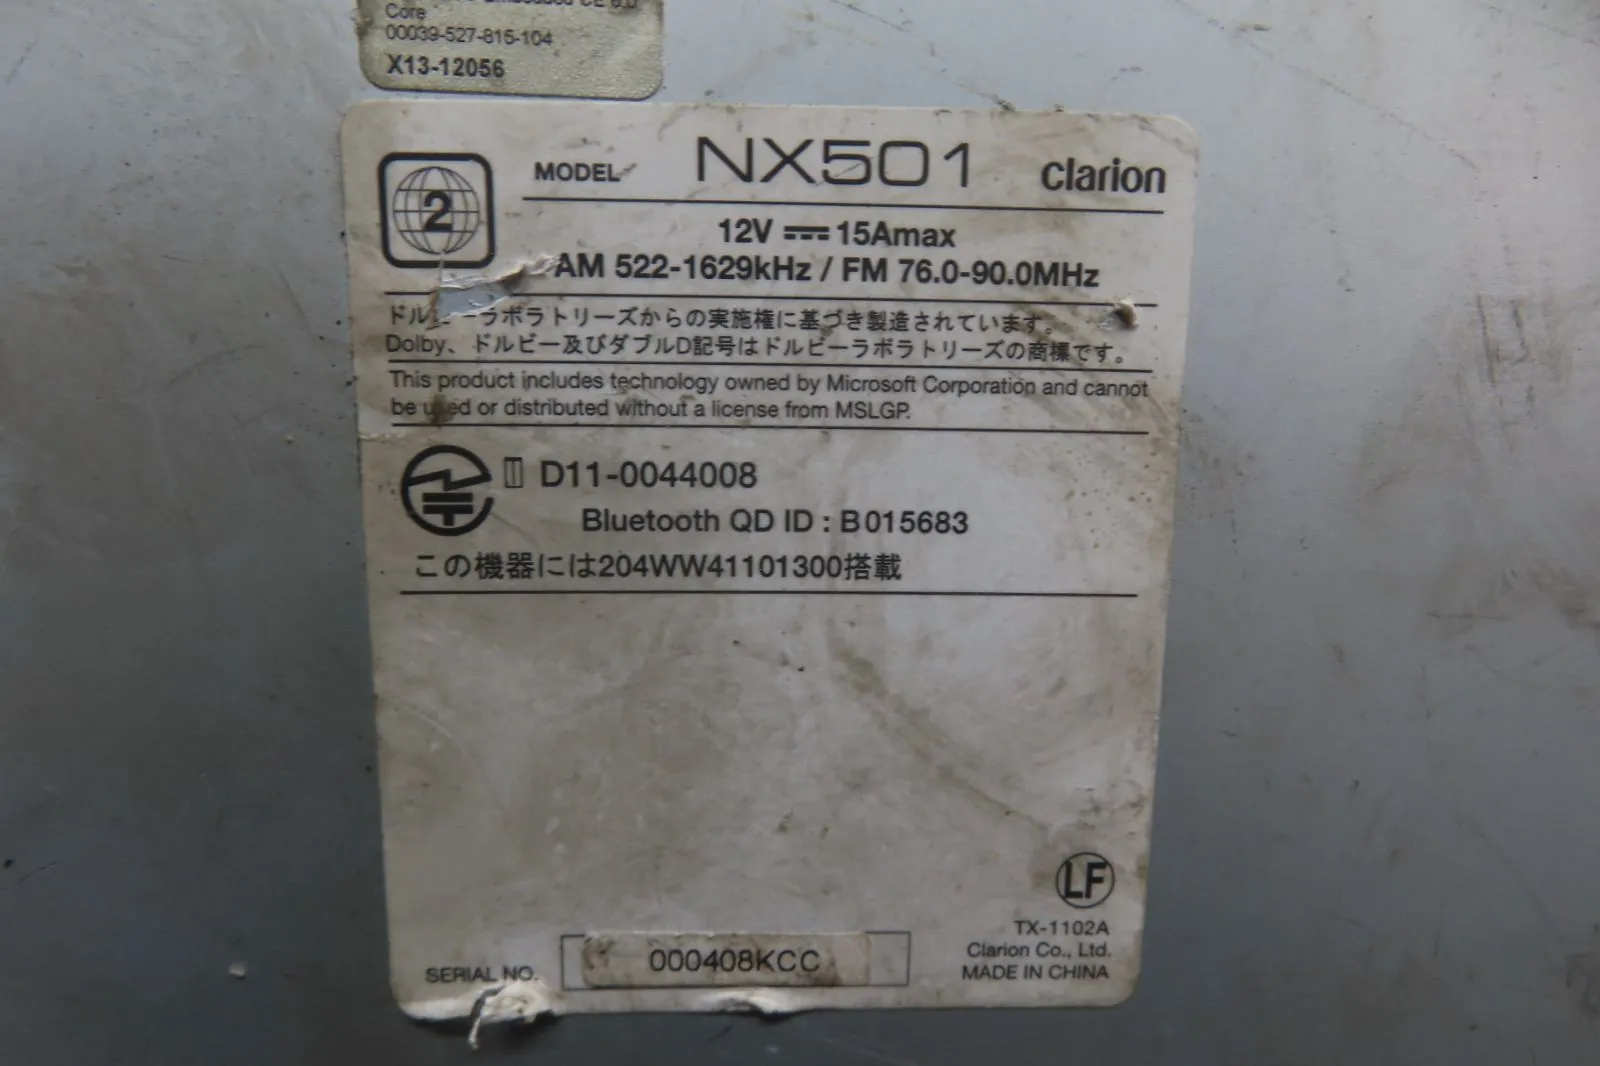 Core
00039-527-815-104
X13-12056
2
MODEL NX501 clarion
12V 15Amax
AM 522-1629kHz / FM 76.0-90.0MHz
ドルビーラボラトリーズからの実施権に基づき製造されています。
Dolby、ドルビー及びダブルD記号はドルビーラボラトリーズの商標です。
This product includes technology owned by Microsoft Corporation and cannot
be used or distributed without a license from MSLGP.
D11-0044008
Bluetooth QD ID : B015683
この機器には204WW41101300搭載
LF
TX-1102A
Clarion Co., Ltd.
MADE IN CHINA
SERIAL NO. 000408KCC